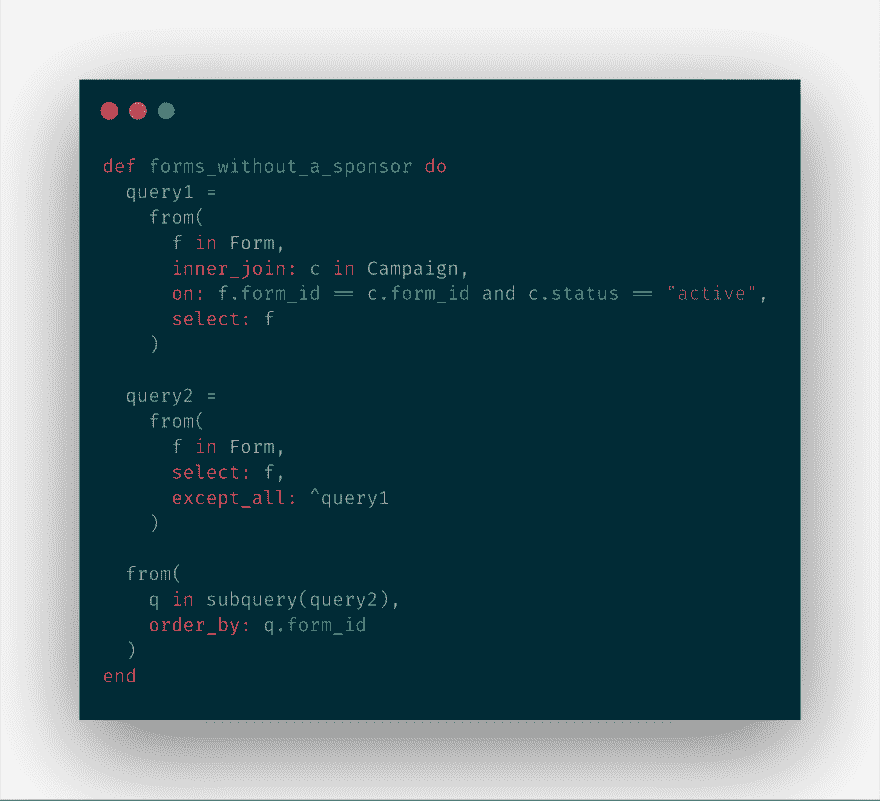 def forms_without_a_sponsor do
  query1 =
    from(
      f in Form,
      inner_join: c in Campaign,
      on: f.form_id == c.form_id and c.status == "active",
      select: f
    )

  query2 =
    from(
      f in Form,
      select: f,
      except_all: ^query1
    )

  from(
    q in subquery(query2),
    order_by: q.form_id
  )
end